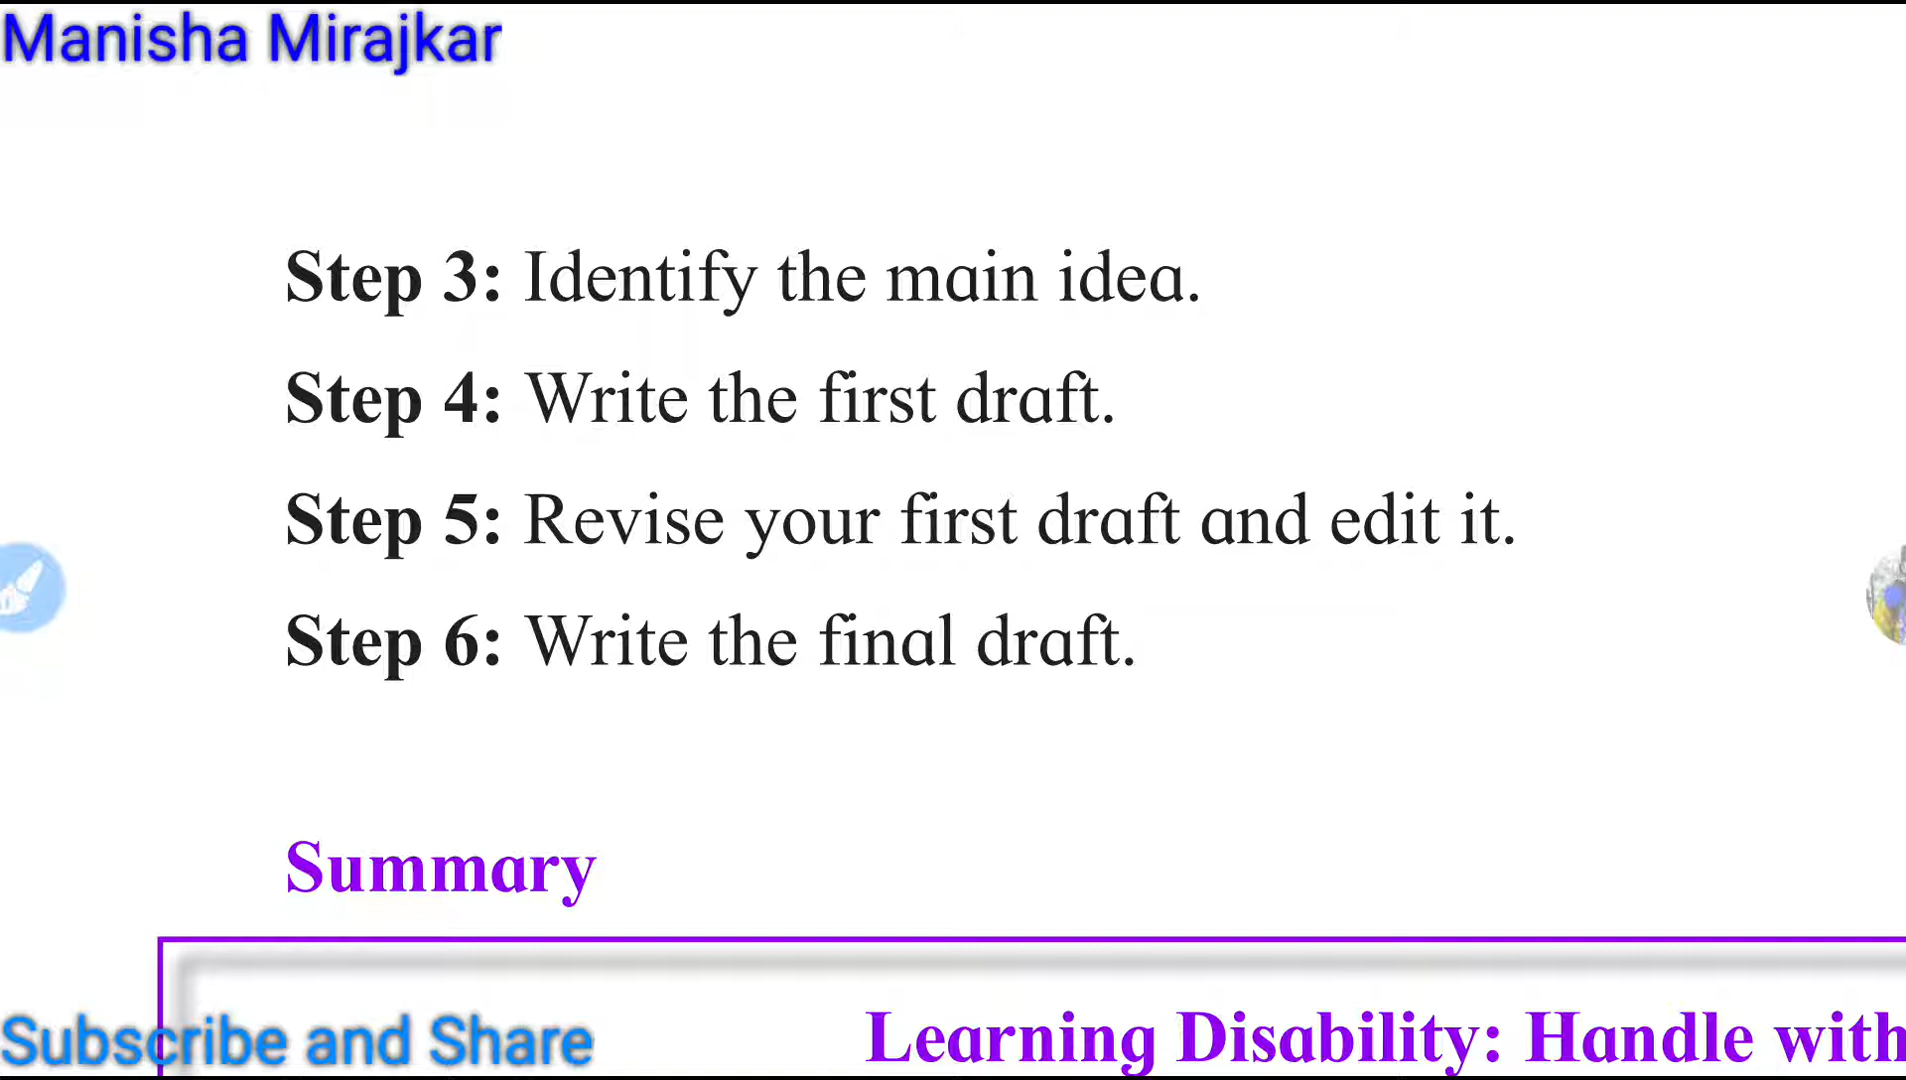 Manisha Mirajkar
Step 3: Identify the main idea.
Step 4: Write the first draft.
Step 5: Revise your first draft and edit it.
Step 6: Write the final draft.
Summary
Learning Disability: Handle with
Subscribe and Share